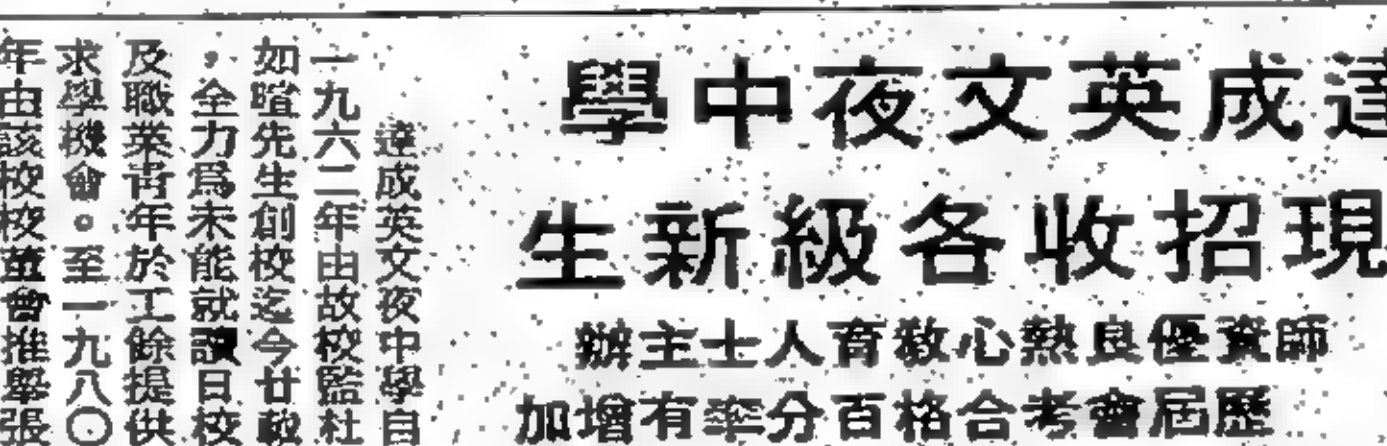 達成英文夜中學
現招收各級新生
師資優良熱心教育人士主辦
歷屆會考合格百分率有增加
達成英文夜中學自
一九六二年由故校監杜
如暄先生創校迄今廿載
，全力爲未能就讀日校
及職業青年於工餘提供
求學機會。至一九八〇
年由該校校董會推舉張